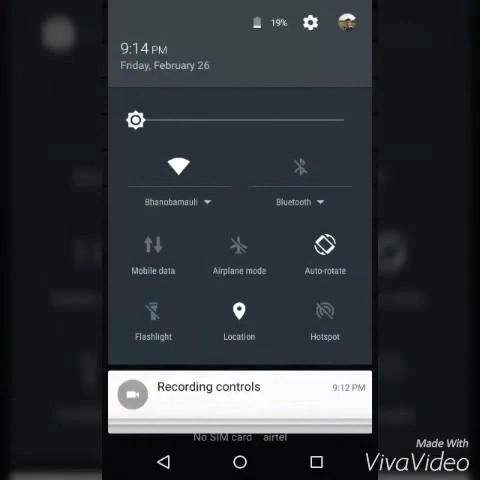 19%
9:14 PM
Friday, February 26
Bhanobamauli
Bluetooth
Mobile data
Airplane mode
Auto-rotate
Flashlight
Location
Hotspot
Recording controls
9:12 PM
No SIM card airtel
Made With
VivaVideo